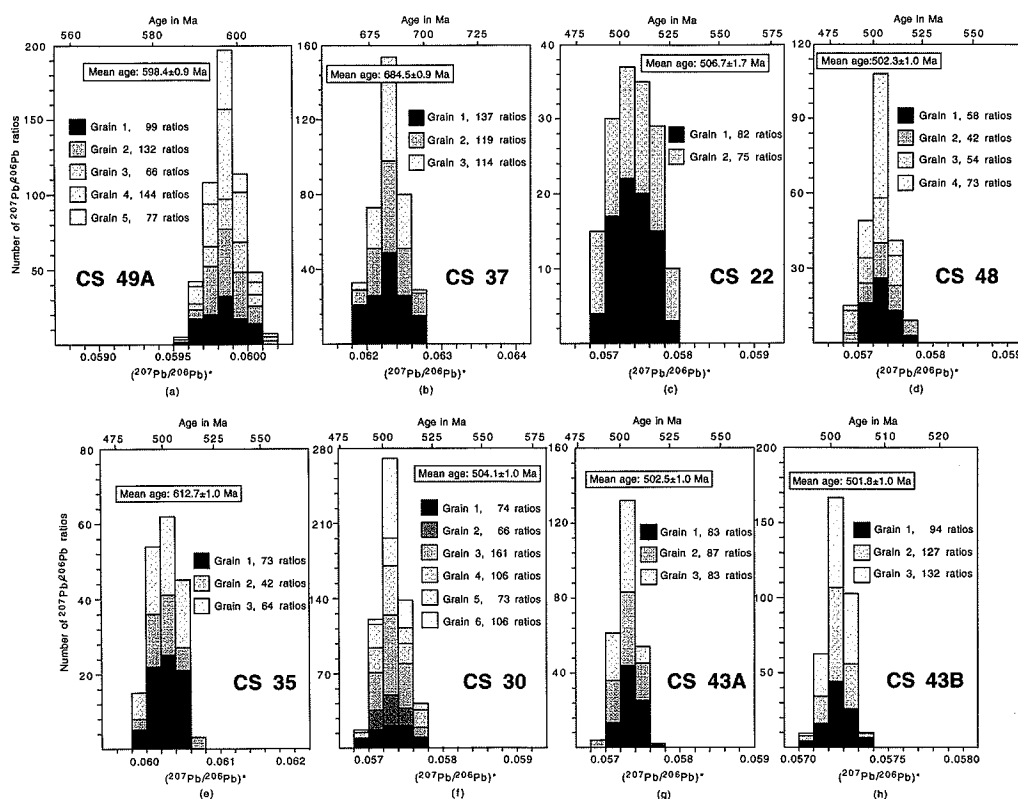 Age in Ma
560 580 600
200
150
100
50
Number of ²⁰⁷Pb/²⁰⁶Pb ratios
Mean age: 598.4±0.9 Ma
Grain 1, 99 ratios
Grain 2, 132 ratios
Grain 3, 66 ratios
Grain 4, 144 ratios
Grain 5, 77 ratios
CS 49A
0.0590 0.0595 0.0600
(²⁰⁷Pb/²⁰⁶Pb)*
(a)
Age in Ma
675 700 725
160
120
80
40
Mean age: 684.5±0.9 Ma
Grain 1, 137 ratios
Grain 2, 119 ratios
Grain 3, 114 ratios
CS 37
0.062 0.063 0.064
(²⁰⁷Pb/²⁰⁶Pb)*
(b)
Age in Ma
475 500 525 550 575
40
30
20
10
Mean age: 506.7±1.7 Ma
Grain 1, 82 ratios
Grain 2, 75 ratios
CS 22
0.057 0.058 0.059
(²⁰⁷Pb/²⁰⁶Pb)*
(c)
Age in Ma
475 500 525 550
120
90
60
30
Mean age:502.3±1.0 Ma
Grain 1, 58 ratios
Grain 2, 42 ratios
Grain 3, 54 ratios
Grain 4, 73 ratios
CS 48
0.057 0.058 0.059
(²⁰⁷Pb/²⁰⁶Pb)*
(d)
Age in Ma
475 500 525 550 575
80
60
40
20
Number of ²⁰⁷Pb/²⁰⁶Pb ratios
Mean age: 612.7±1.0 Ma
Grain 1, 73 ratios
Grain 2, 42 ratios
Grain 3, 64 ratios
CS 35
0.060 0.061 0.062
(²⁰⁷Pb/²⁰⁶Pb)*
(e)
Age in Ma
475 500 525 550 575
280
210
140
70
Mean age: 504.1±1.0 Ma
Grain 1, 74 ratios
Grain 2, 66 ratios
Grain 3, 161 ratios
Grain 4, 106 ratios
Grain 5, 73 ratios
Grain 6, 106 ratios
CS 30
0.057 0.058 0.059
(²⁰⁷Pb/²⁰⁶Pb)*
(f)
Age in Ma
475 500 525 550
160
120
80
40
Mean age: 502.5±1.0 Ma
Grain 1, 83 ratios
Grain 2, 87 ratios
Grain 3, 83 ratios
CS 43A
0.057 0.058 0.059
(²⁰⁷Pb/²⁰⁶Pb)*
(g)
Age in Ma
500 510 520
200
150
100
50
Mean age: 501.8±1.0 Ma
Grain 1, 94 ratios
Grain 2, 127 ratios
Grain 3, 132 ratios
CS 43B
0.0570 0.0575 0.0580
(²⁰⁷Pb/²⁰⁶Pb)*
(h)